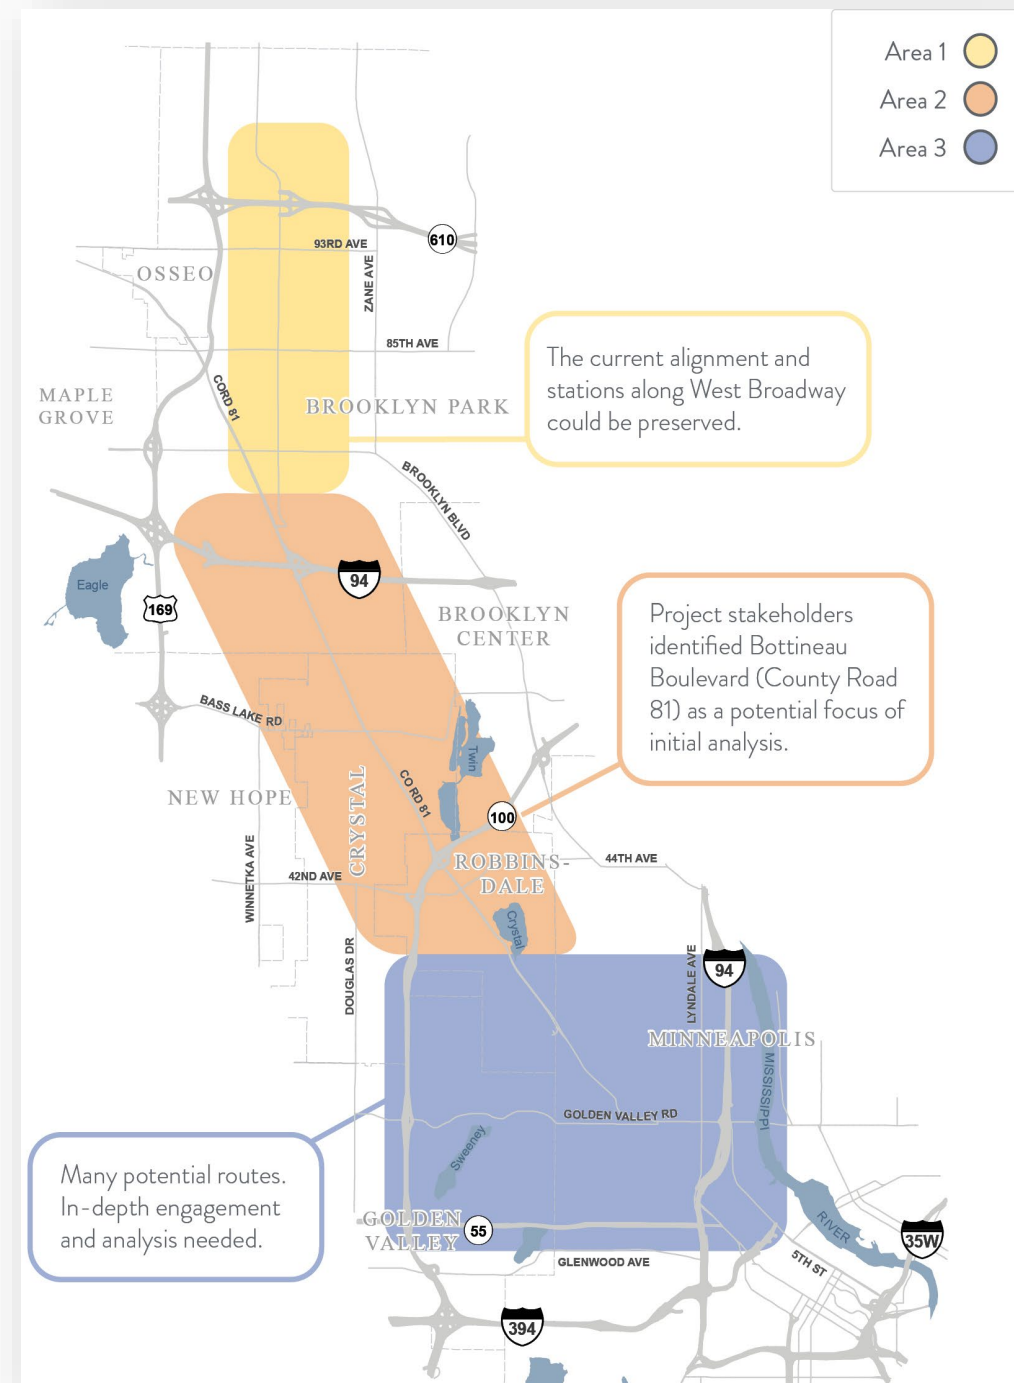 Area 1
Area 2
Area 3
610
93RD AVE
OSSEO
ZANE AVE
85TH AVE
The current alignment and
stations along West Broadway
could be preserved.
MAPLE
GROVE
CORD 81
BROOKLYN PARK
BROOKLYN BLVD
94
Eagle
169
BROOKLYN
CENTER
Project stakeholders
identified Bottineau
Boulevard (County Road
81) as a potential focus of
initial analysis.
BASS LAKE RD
Twin
NEW HOPE
CRYSTAL
CO RD 81
100
WINNETKA AVE
42ND AVE
ROBBINS-
DALE
44TH AVE
Crystal
DOUGLAS DR
LYNDALE AVE
94
MINNEAPOLIS
MISSISSIPPI
GOLDEN VALLEY RD
Sweeney
Many potential routes.
In-depth engagement
and analysis needed.
GOLDEN
VALLEY
55
RIVER
35W
GLENWOOD AVE
5TH ST
394